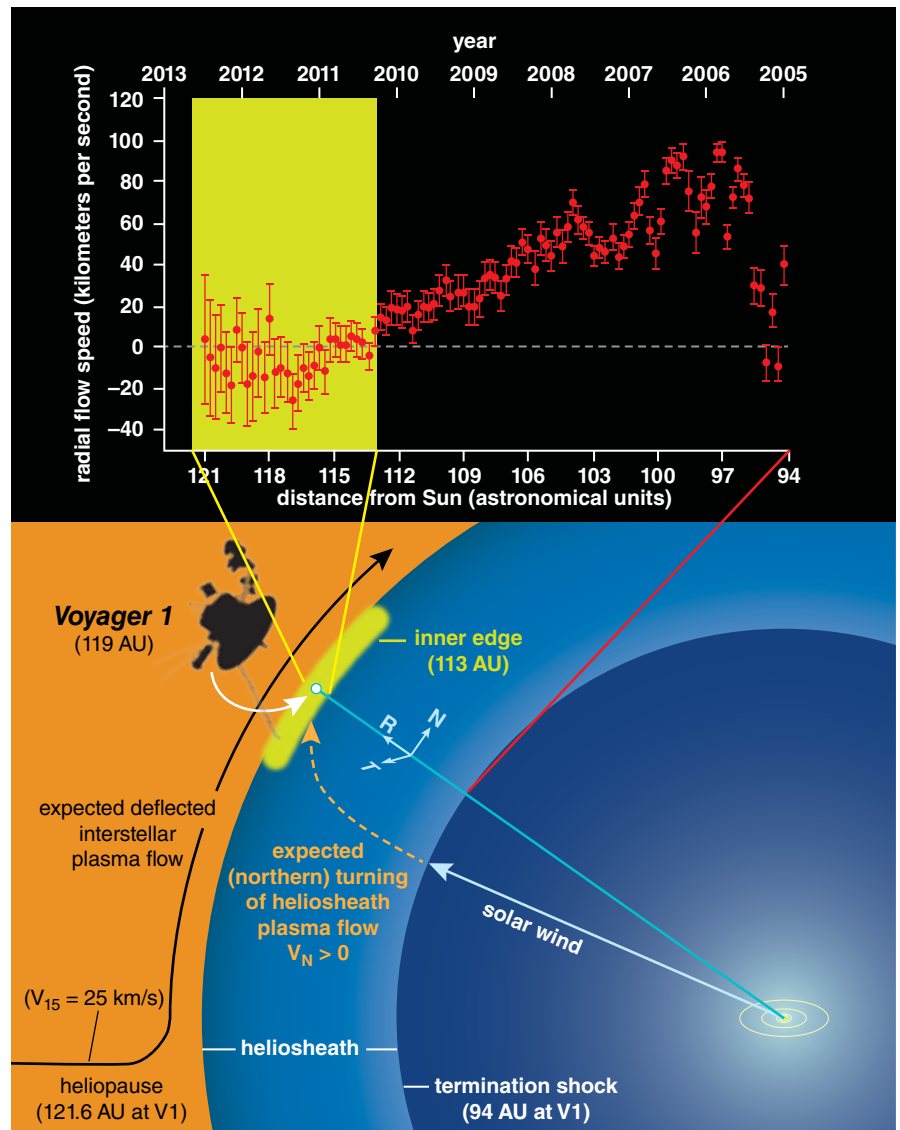 year
2013 2012 2011 2010 2009 2008 2007 2006 2005
radial flow speed (kilometers per second)
120
100
80
60
40
20
0
–20
–40
121 118 115 112 109 106 103 100 97 94
distance from Sun (astronomical units)
Voyager 1
(119 AU)
inner edge
(113 AU)
R
N
T
expected deflected
interstellar
plasma flow
expected
(northern) turning
of heliosheath
plasma flow
V_N > 0
solar wind
(V_15 = 25 km/s)
heliosheath
heliopause
(121.6 AU at V1)
termination shock
(94 AU at V1)